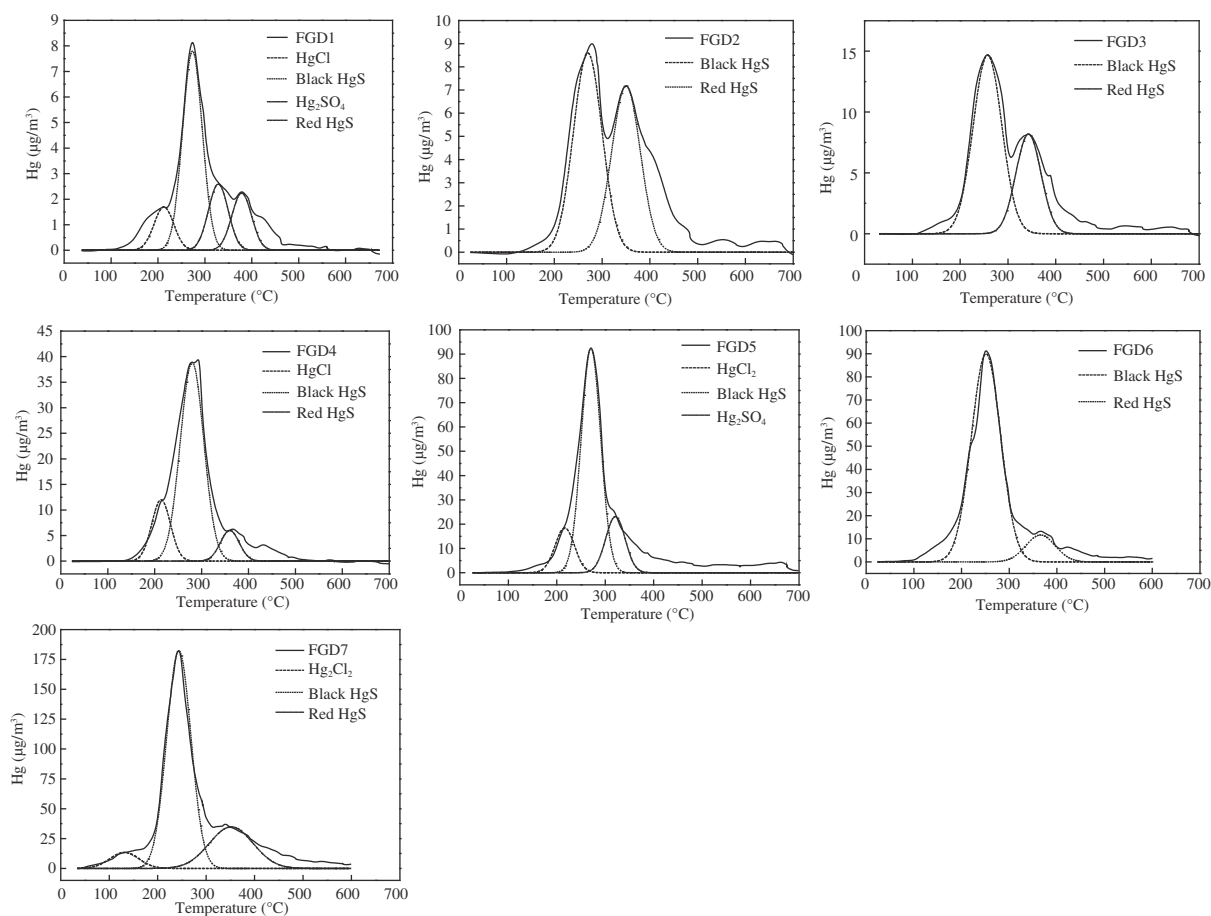 9
8
7
6
5
4
3
2
1
0
Hg (µg/m³)
0 100 200 300 400 500 600 700
Temperature (°C)
FGD1
HgCl
Black HgS
Hg₂SO₄
Red HgS
10
9
8
7
6
5
4
3
2
1
0
Hg (µg/m³)
0 100 200 300 400 500 600 700
Temperature (°C)
FGD2
Black HgS
Red HgS
15
10
5
0
Hg (µg/m³)
0 100 200 300 400 500 600 700
Temperature (°C)
FGD3
Black HgS
Red HgS
45
40
35
30
25
20
15
10
5
0
Hg (µg/m³)
0 100 200 300 400 500 600 700
Temperature (°C)
FGD4
HgCl
Black HgS
Red HgS
100
90
80
70
60
50
40
30
20
10
0
Hg (µg/m³)
0 100 200 300 400 500 600 700
Temperature (°C)
FGD5
HgCl₂
Black HgS
Hg₂SO₄
100
90
80
70
60
50
40
30
20
10
0
Hg (µg/m³)
0 100 200 300 400 500 600 700
Temperature (°C)
FGD6
Black HgS
Red HgS
200
175
150
125
100
75
50
25
0
Hg (µg/m³)
0 100 200 300 400 500 600 700
Temperature (°C)
FGD7
Hg₂Cl₂
Black HgS
Red HgS